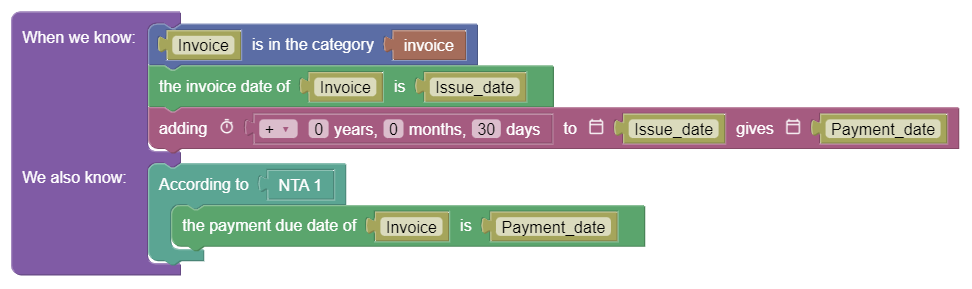 When we know: Invoice is in the category invoice
the invoice date of Invoice is Issue_date
adding + 0 years, 0 months, 30 days to Issue_date gives Payment_date
We also know: According to NTA 1
the payment due date of Invoice is Payment_date